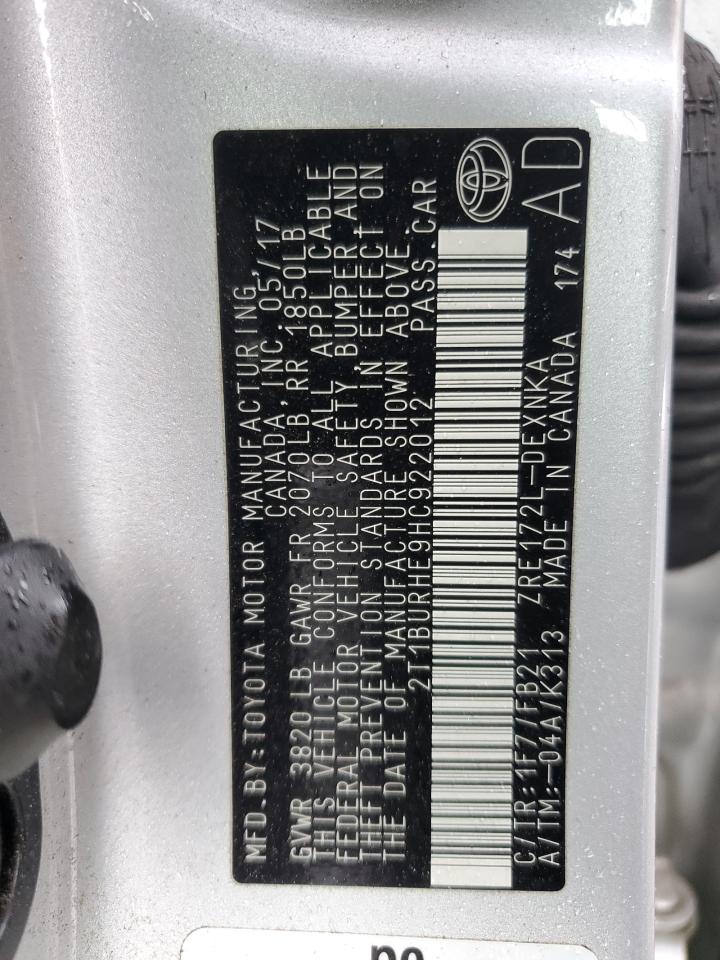 MFD.BY:TOYOTA MOTOR MANUFACTURING,
CANADA,INC.05/17
GVWR 3820LB GAWR FR 2070LB RR 1850LB
THIS VEHICLE CONFORMS TO ALL APPLICABLE
FEDERAL MOTOR VEHICLE SAFETY, BUMPER,AND
THEFT PREVENTION STANDARDS IN EFFECT ON
THE DATE OF MANUFACTURE SHOWN ABOVE.
2T1BURHE9HC922012 PASS.CAR
C/TR:1F7/FB21 ZRE172L-DEXNKA
A/TM:-04A/K313 MADE IN CANADA 174
AD